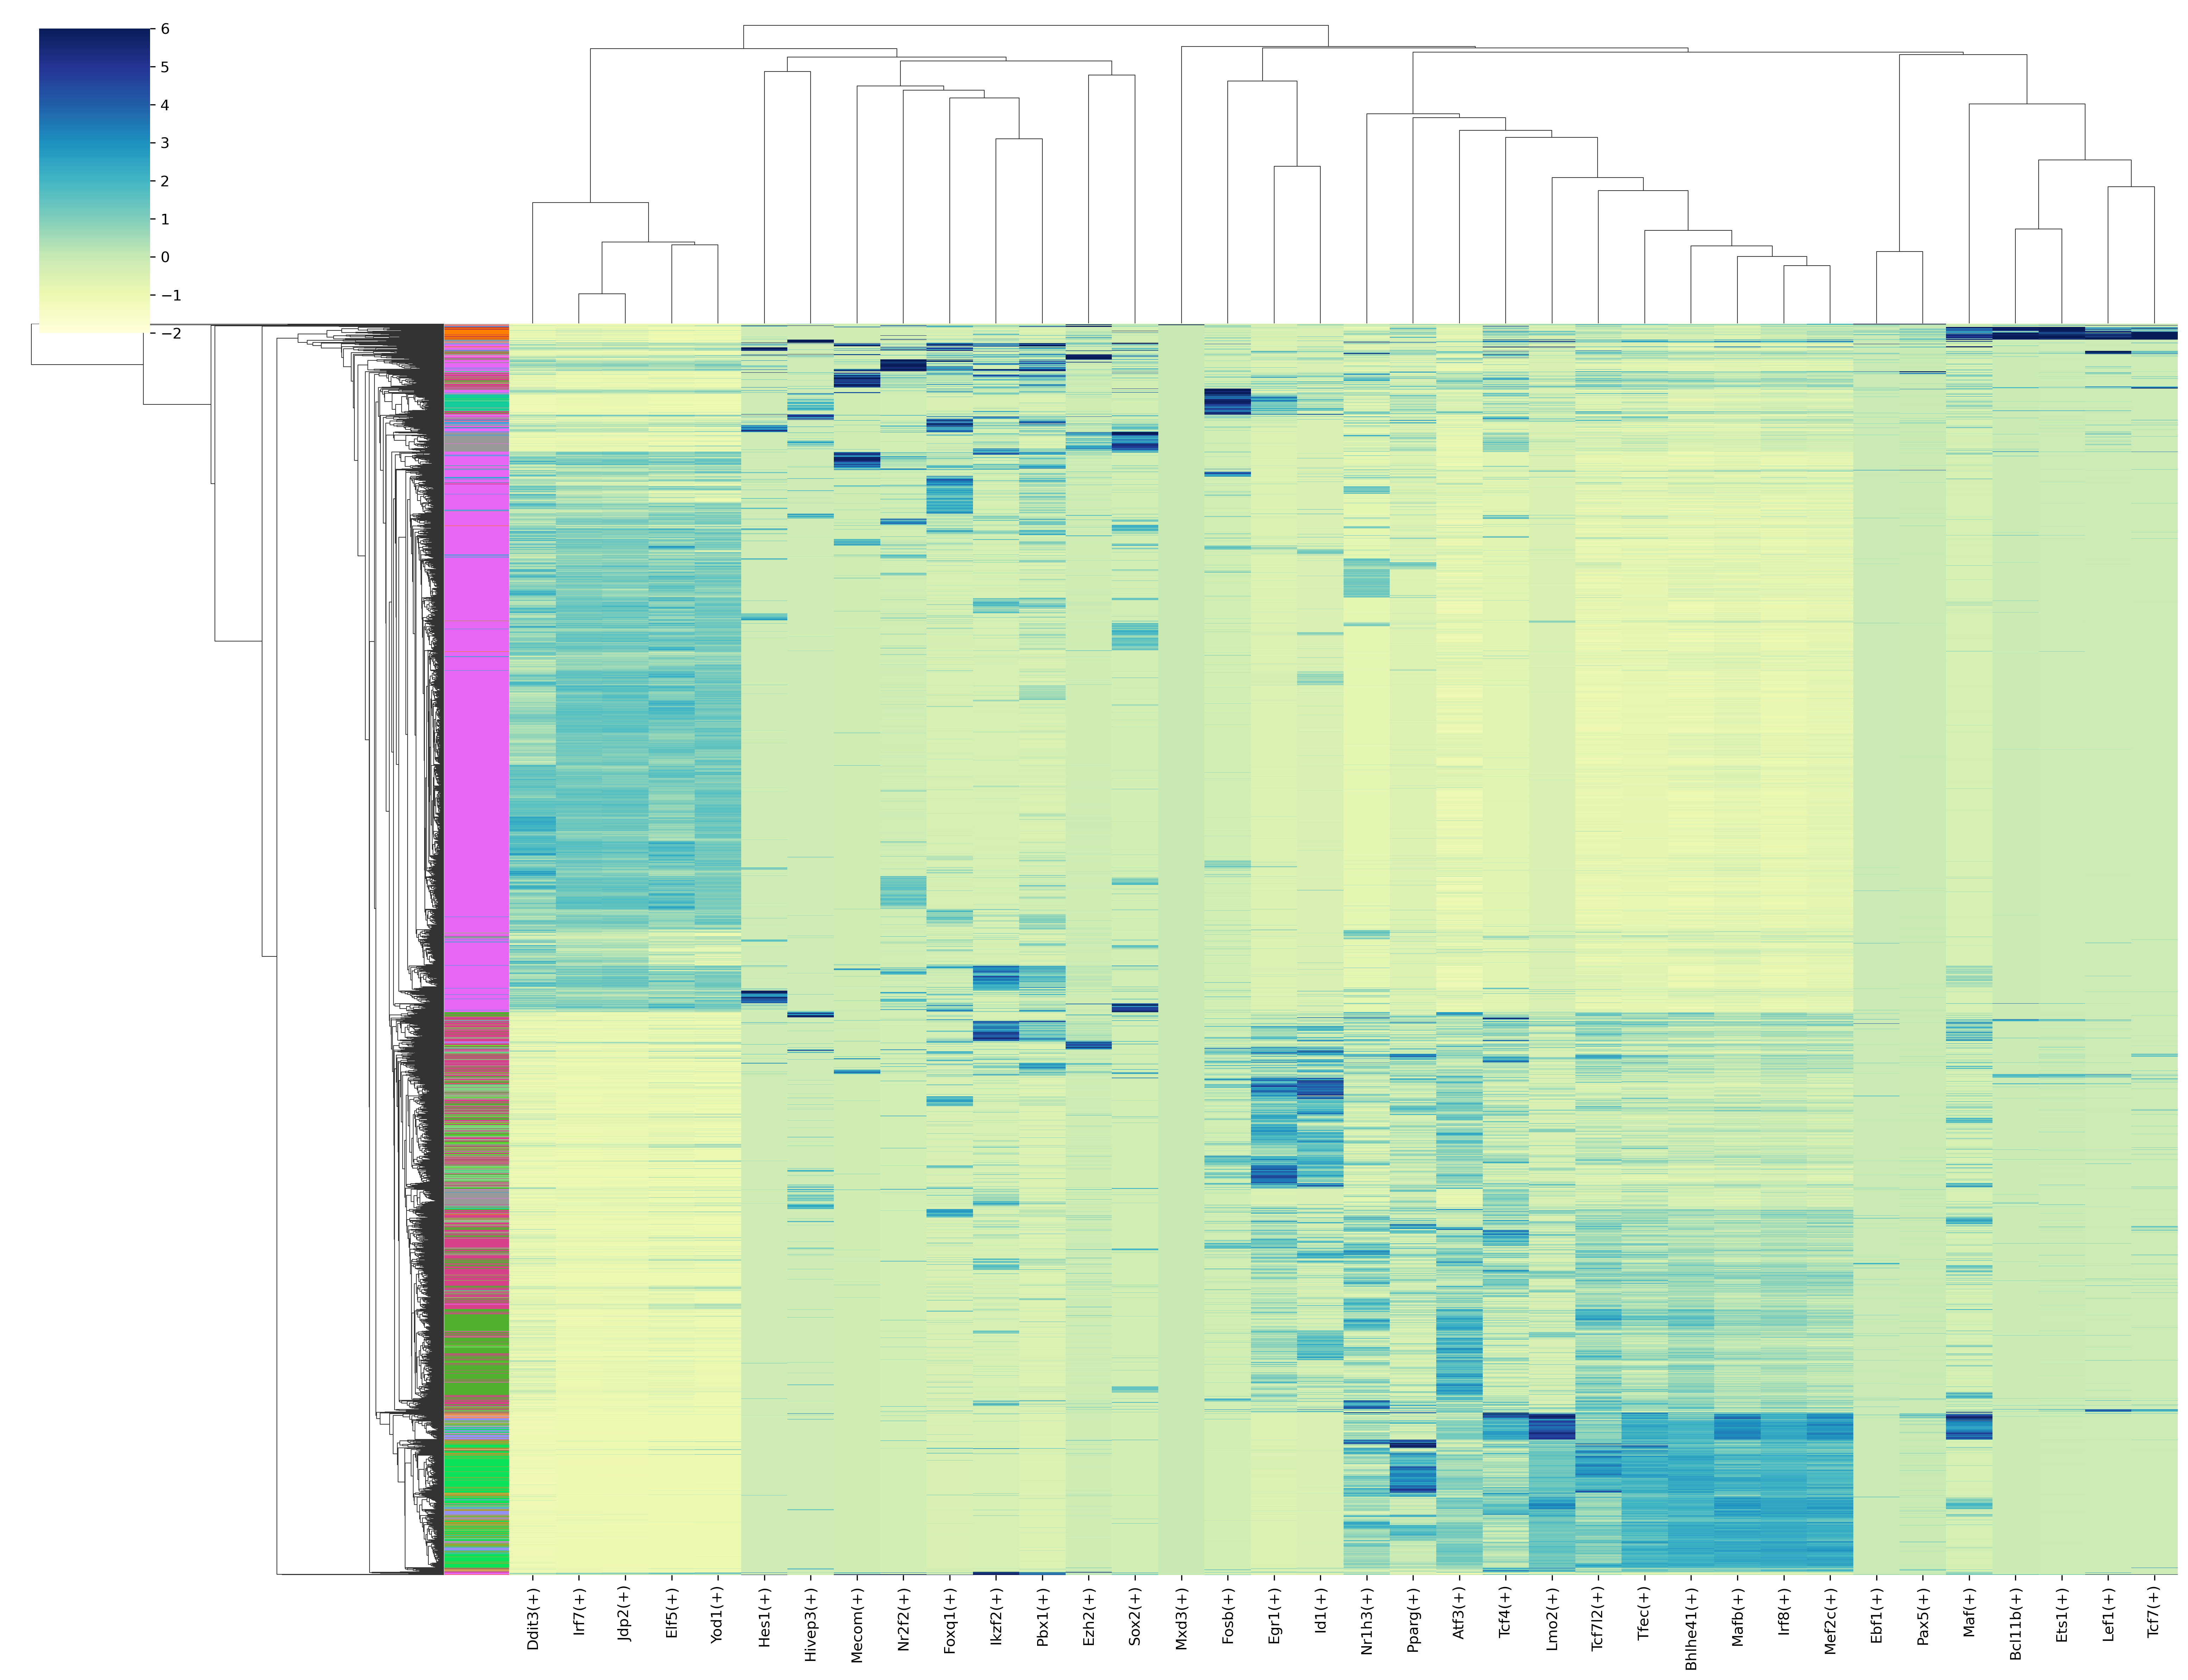 6
5
4
3
2
1
0
−1
−2
Ddit3(+)
Irf7(+)
Jdp2(+)
Elf5(+)
Yod1(+)
Hes1(+)
Hivep3(+)
Mecom(+)
Nr2f2(+)
Foxq1(+)
Ikzf2(+)
Pbx1(+)
Ezh2(+)
Sox2(+)
Mxd3(+)
Fosb(+)
Egr1(+)
Id1(+)
Nr1h3(+)
Pparg(+)
Atf3(+)
Tcf4(+)
Lmo2(+)
Tcf7l2(+)
Tfec(+)
Bhlhe41(+)
Mafb(+)
Irf8(+)
Mef2c(+)
Ebf1(+)
Pax5(+)
Maf(+)
Bcl11b(+)
Ets1(+)
Lef1(+)
Tcf7(+)